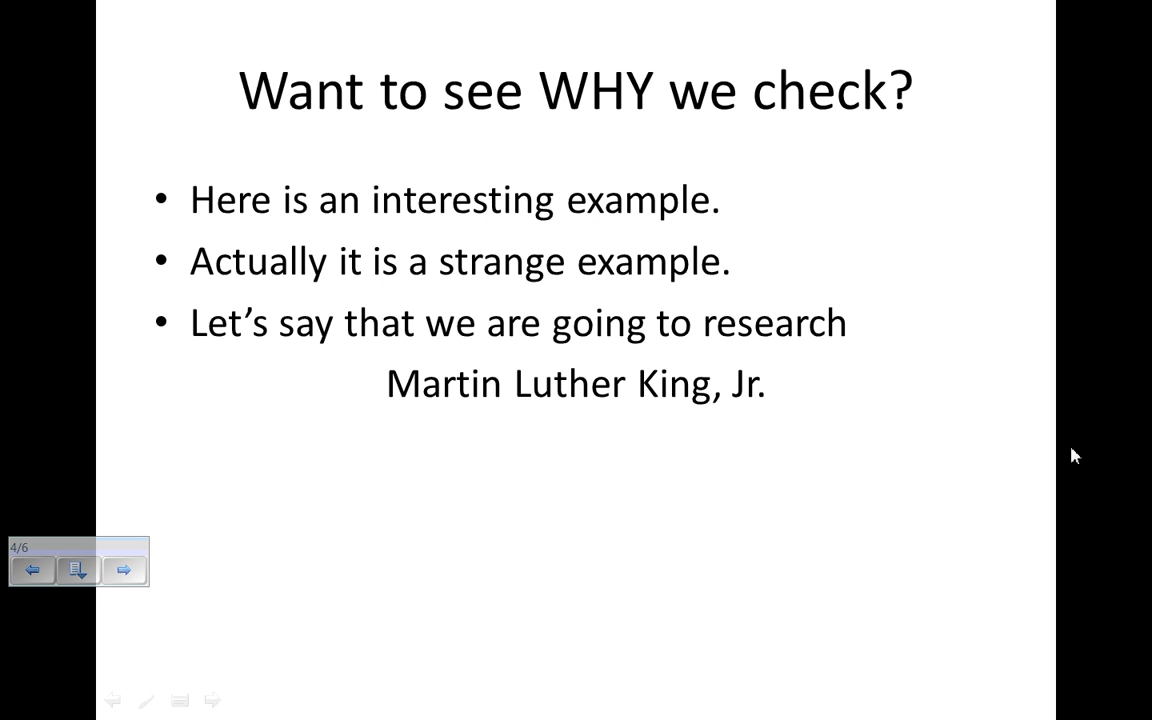 Want to see WHY we check?
• Here is an interesting example.
• Actually it is a strange example.
• Let’s say that we are going to research
Martin Luther King, Jr.
4/6